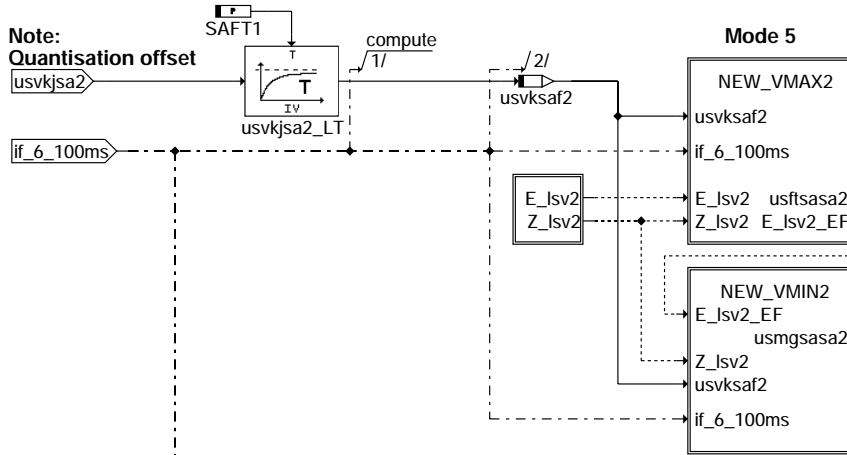 P
SAFT1
Note:
Quantisation offset
Mode 5
usvkjsa2
T
T
IV
usvkjsa2_LT
compute
1/
2/
usvksaf2
NEW_VMAX2
usvksaf2
if_6_100ms
if_6_100ms
E_lsv2
Z_lsv2
E_lsv2 usftsasa2
Z_lsv2 E_lsv2_EF
NEW_VMIN2
E_lsv2_EF
usmgsasa2
Z_lsv2
usvksaf2
if_6_100ms